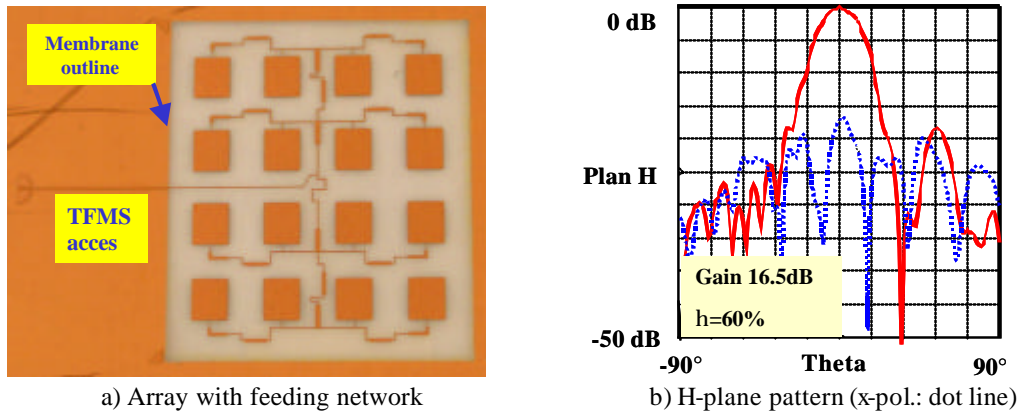 Membrane
outline
TFMS
acces
a) Array with feeding network
0 dB
Plan H
Gain 16.5dB
h=60%
-50 dB
-90°
Theta
90°
b) H-plane pattern (x-pol.: dot line)